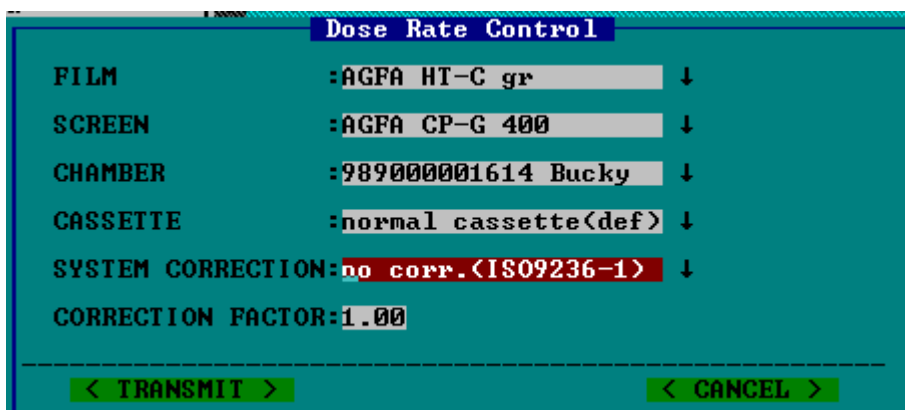 Dose Rate Control
FILM :AGFA HT-C gr ↓
SCREEN :AGFA CP-G 400 ↓
CHAMBER :989000001614 Bucky ↓
CASSETTE :normal cassette(def) ↓
SYSTEM CORRECTION:no corr.(ISO9236-1) ↓
CORRECTION FACTOR:1.00
< TRANSMIT > < CANCEL >